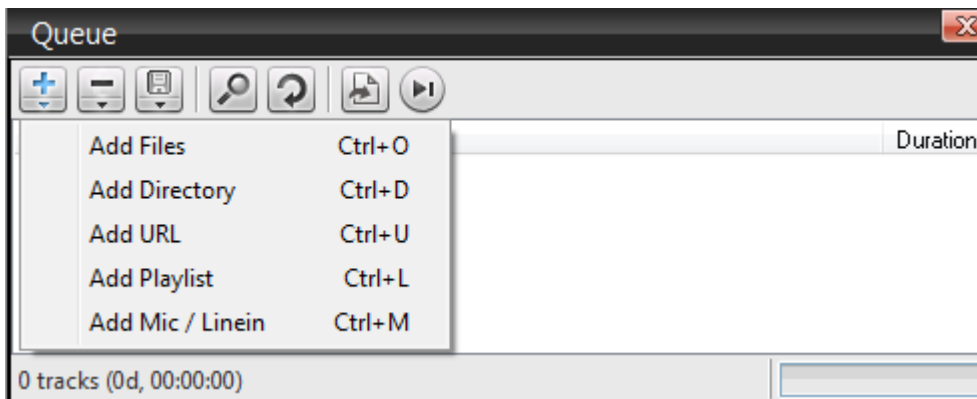 Queue
Duration
Add Files Ctrl+O
Add Directory Ctrl+D
Add URL Ctrl+U
Add Playlist Ctrl+L
Add Mic / Linein Ctrl+M
0 tracks (0d, 00:00:00)